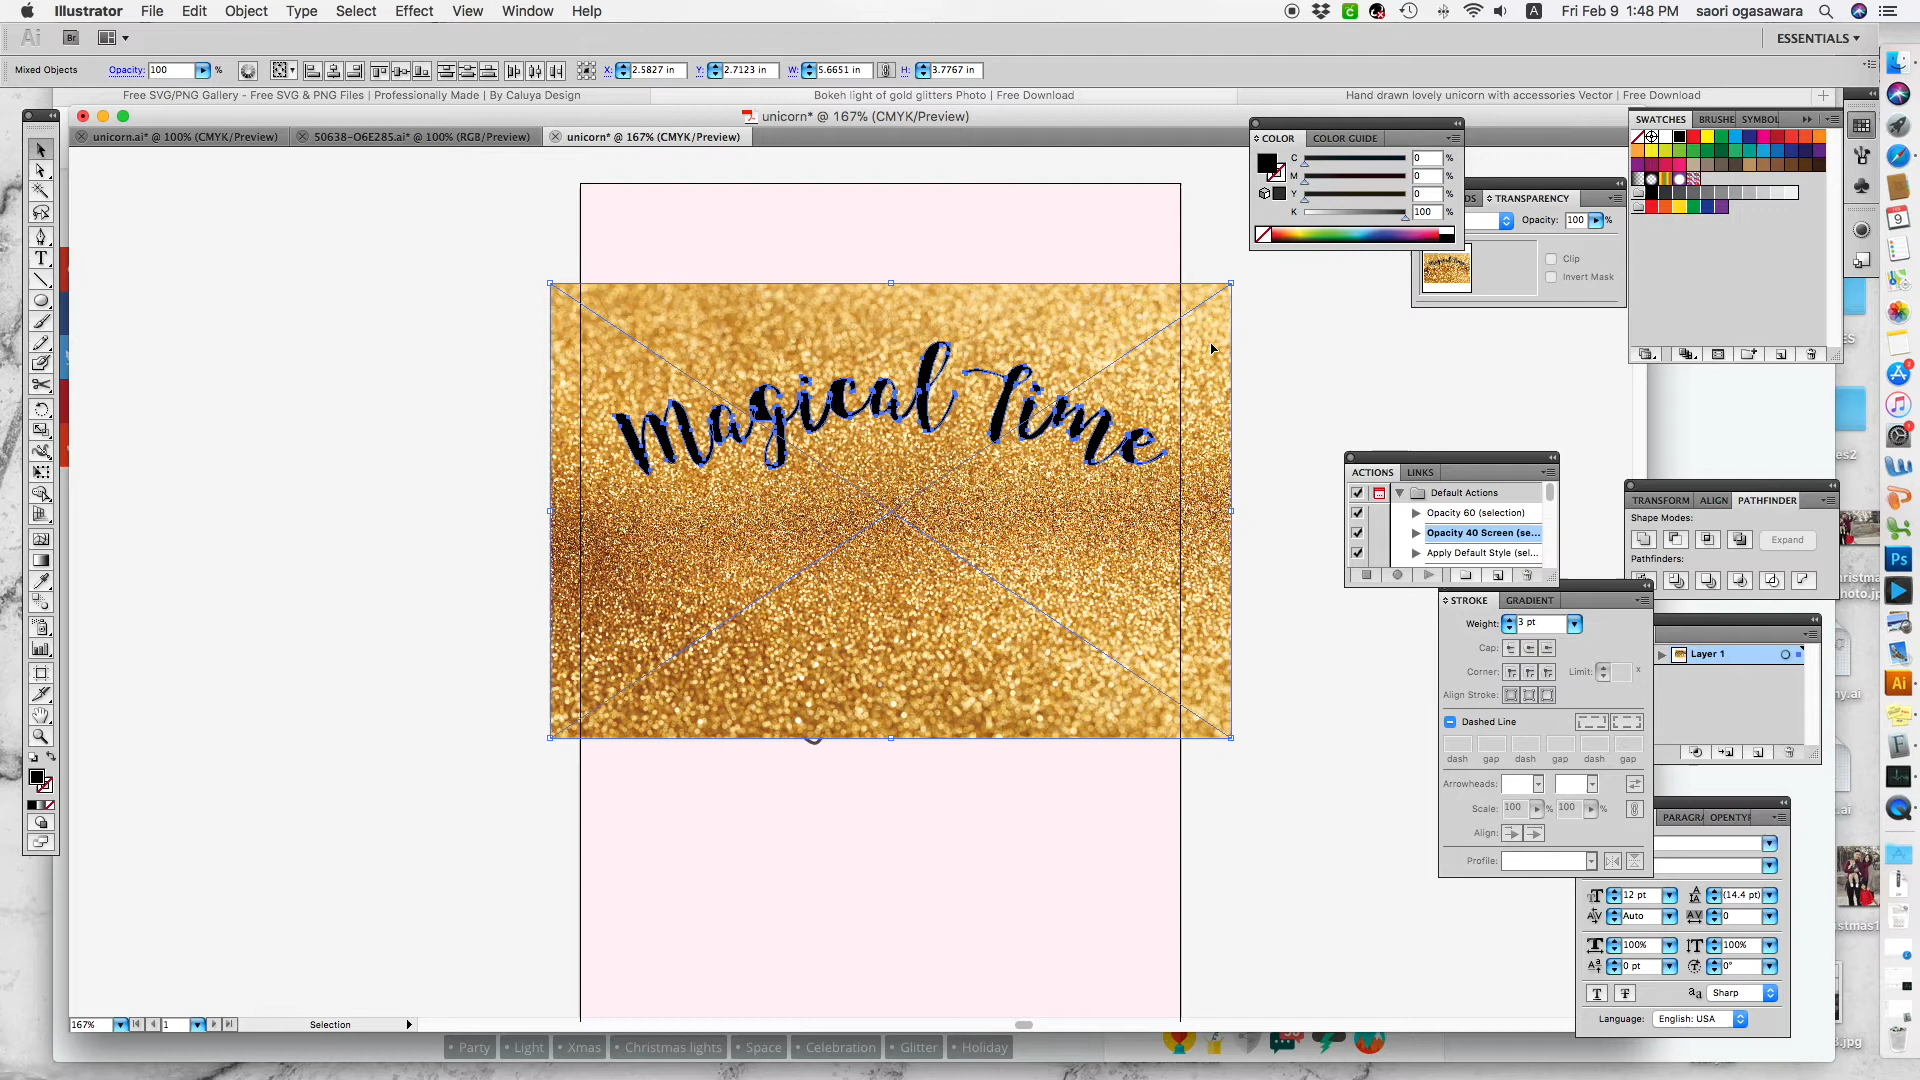 Illustrator File Edit Object Type Select Effect View Window Help
A Fri Feb 9 1:48 PM saori ogasawara
Ai Br ESSENTIALS
Mixed Objects Opacity: 100 % X: 2.5827 in Y: 2.7123 in W: 5.6651 in H: 3.7767 in
Free SVG/PNG Gallery - Free SVG & PNG Files | Professionally Made | By Caluya Design
Bokeh light of gold glitters Photo | Free Download
Hand drawn lovely unicorn with accessories Vector | Free Download
unicorn* @ 167% (CMYK/Preview)
unicorn.ai* @ 100% (CMYK/Preview)
50638-O6E285.ai* @ 100% (RGB/Preview)
unicorn* @ 167% (CMYK/Preview)
COLOR COLOR GUIDE
C 0 %
M 0 %
Y 0 %
K 100 %
DS TRANSPARENCY
Opacity: 100 %
Clip
Invert Mask
SWATCHES BRUSHE SYMBOL
Magical Time
ACTIONS LINKS
Default Actions
Opacity 60 (selection)
Opacity 40 Screen (se...
Apply Default Style (sel...
TRANSFORM ALIGN PATHFINDER
Shape Modes:
Expand
Pathfinders:
STROKE GRADIENT
Weight: 3 pt
Cap:
Corner: Limit: x
Align Stroke:
Dashed Line
dash gap dash gap dash gap
Arrowheads:
Scale: 100 % 100 %
Align:
Profile:
Layer 1
PARAGRA OPENTYP
12 pt (14.4 pt)
Auto 0
100% 100%
0 pt 0°
Sharp
Language: English: USA
167% 1 Selection
• Party • Light • Xmas • Christmas lights • Space • Celebration • Glitter • Holiday